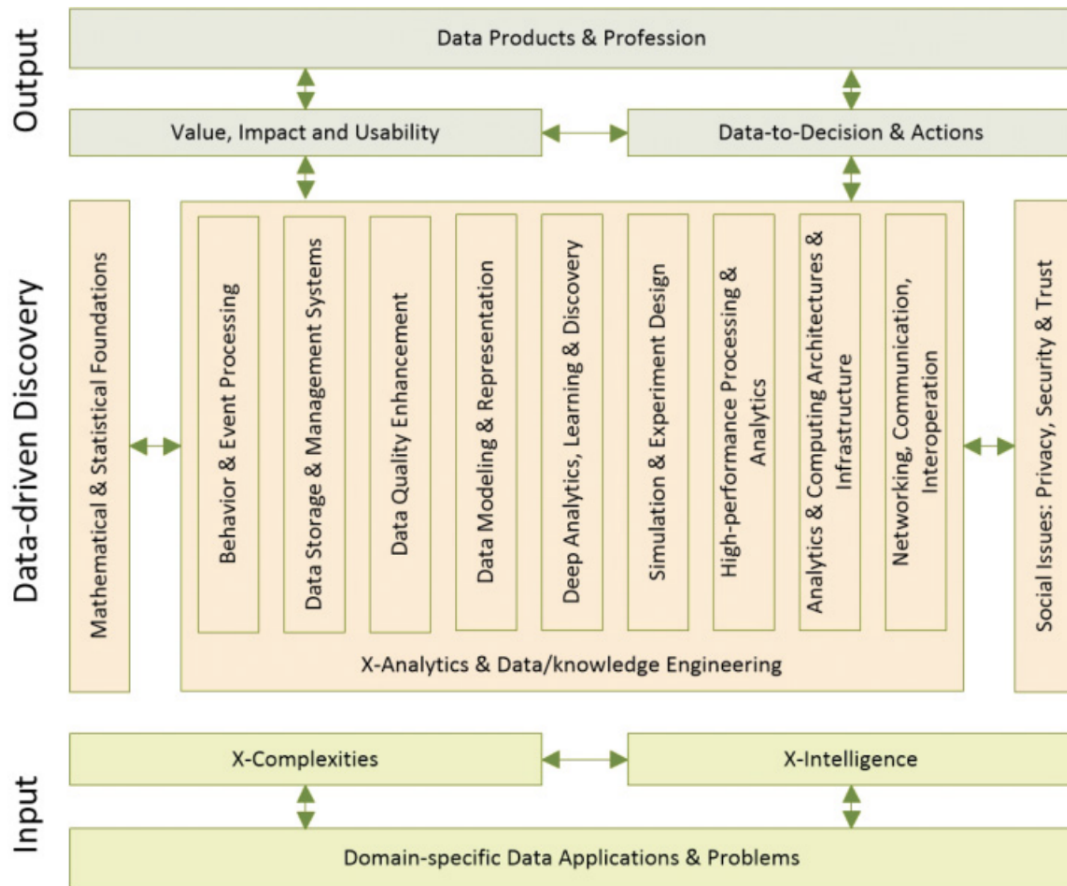 Output
Data Products & Profession
Value, Impact and Usability
Data-to-Decision & Actions
Data-driven Discovery
Mathematical & Statistical Foundations
Behavior & Event Processing
Data Storage & Management Systems
Data Quality Enhancement
Data Modeling & Representation
Deep Analytics, Learning & Discovery
Simulation & Experiment Design
High-performance Processing &
Analytics
Analytics & Computing Architectures &
Infrastructure
Networking, Communication,
Interoperation
X-Analytics & Data/knowledge Engineering
Social Issues: Privacy, Security & Trust
Input
X-Complexities
X-Intelligence
Domain-specific Data Applications & Problems